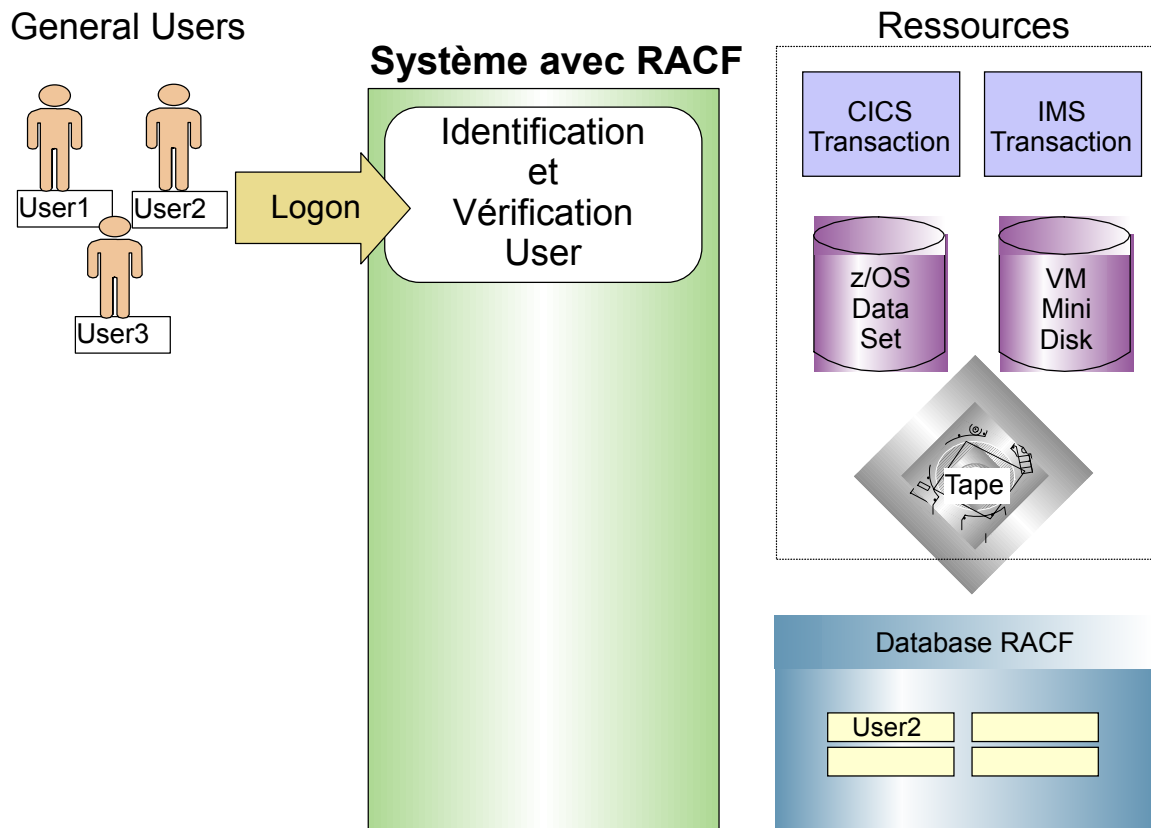 General Users
Ressources
Système avec RACF
User1
User2
User3
Logon
Identification
et
Vérification
User
CICS
Transaction
IMS
Transaction
z/OS
Data
Set
VM
Mini
Disk
Tape
Database RACF
User2